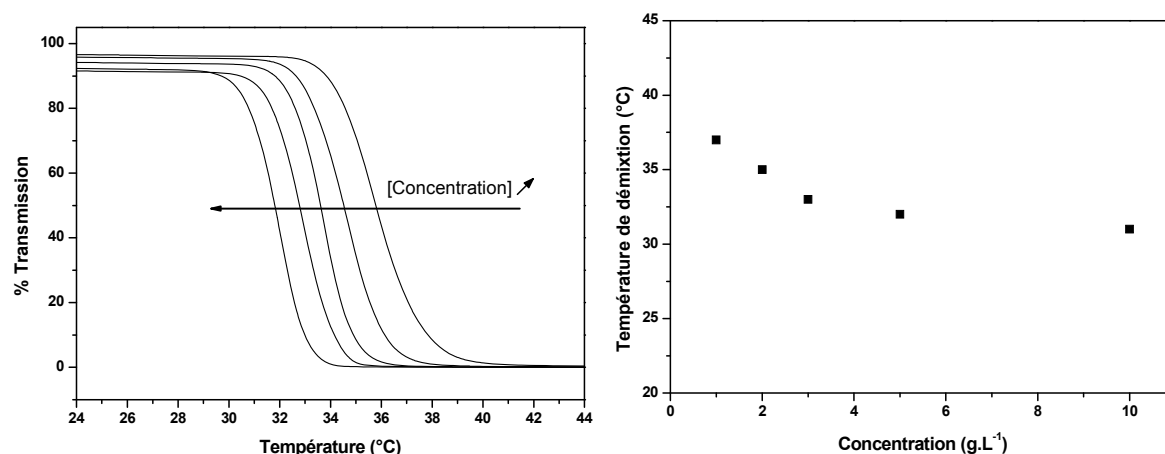 100
80
60
40
20
0
% Transmission
[Concentration]
24 26 28 30 32 34 36 38 40 42 44
Température (°C)
45
40
35
30
25
20
Température de démixtion (°C)
0 2 4 6 8 10
Concentration (g.L⁻¹)